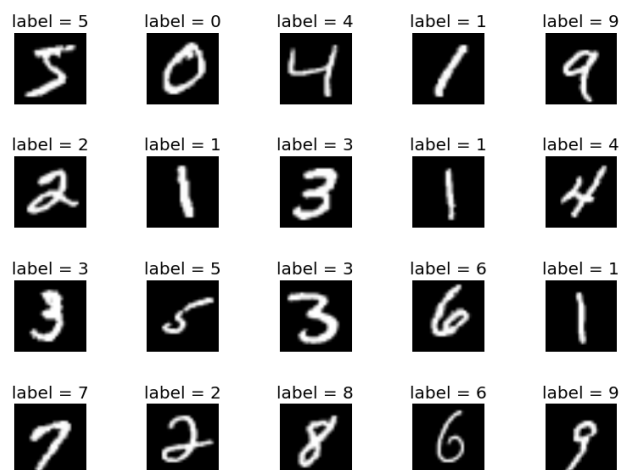 label = 5 label = 0 label = 4 label = 1 label = 9
5 0 4 1 9
label = 2 label = 1 label = 3 label = 1 label = 4
2 1 3 1 4
label = 3 label = 5 label = 3 label = 6 label = 1
3 5 3 6 1
label = 7 label = 2 label = 8 label = 6 label = 9
7 2 8 6 9